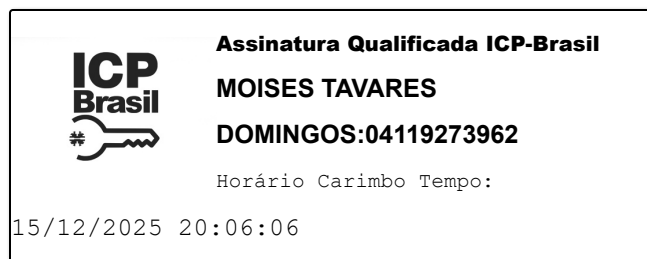 ICP
Brasil
Assinatura Qualificada ICP-Brasil
MOISES TAVARES
DOMINGOS:04119273962
Horário Carimbo Tempo:
15/12/2025 20:06:06